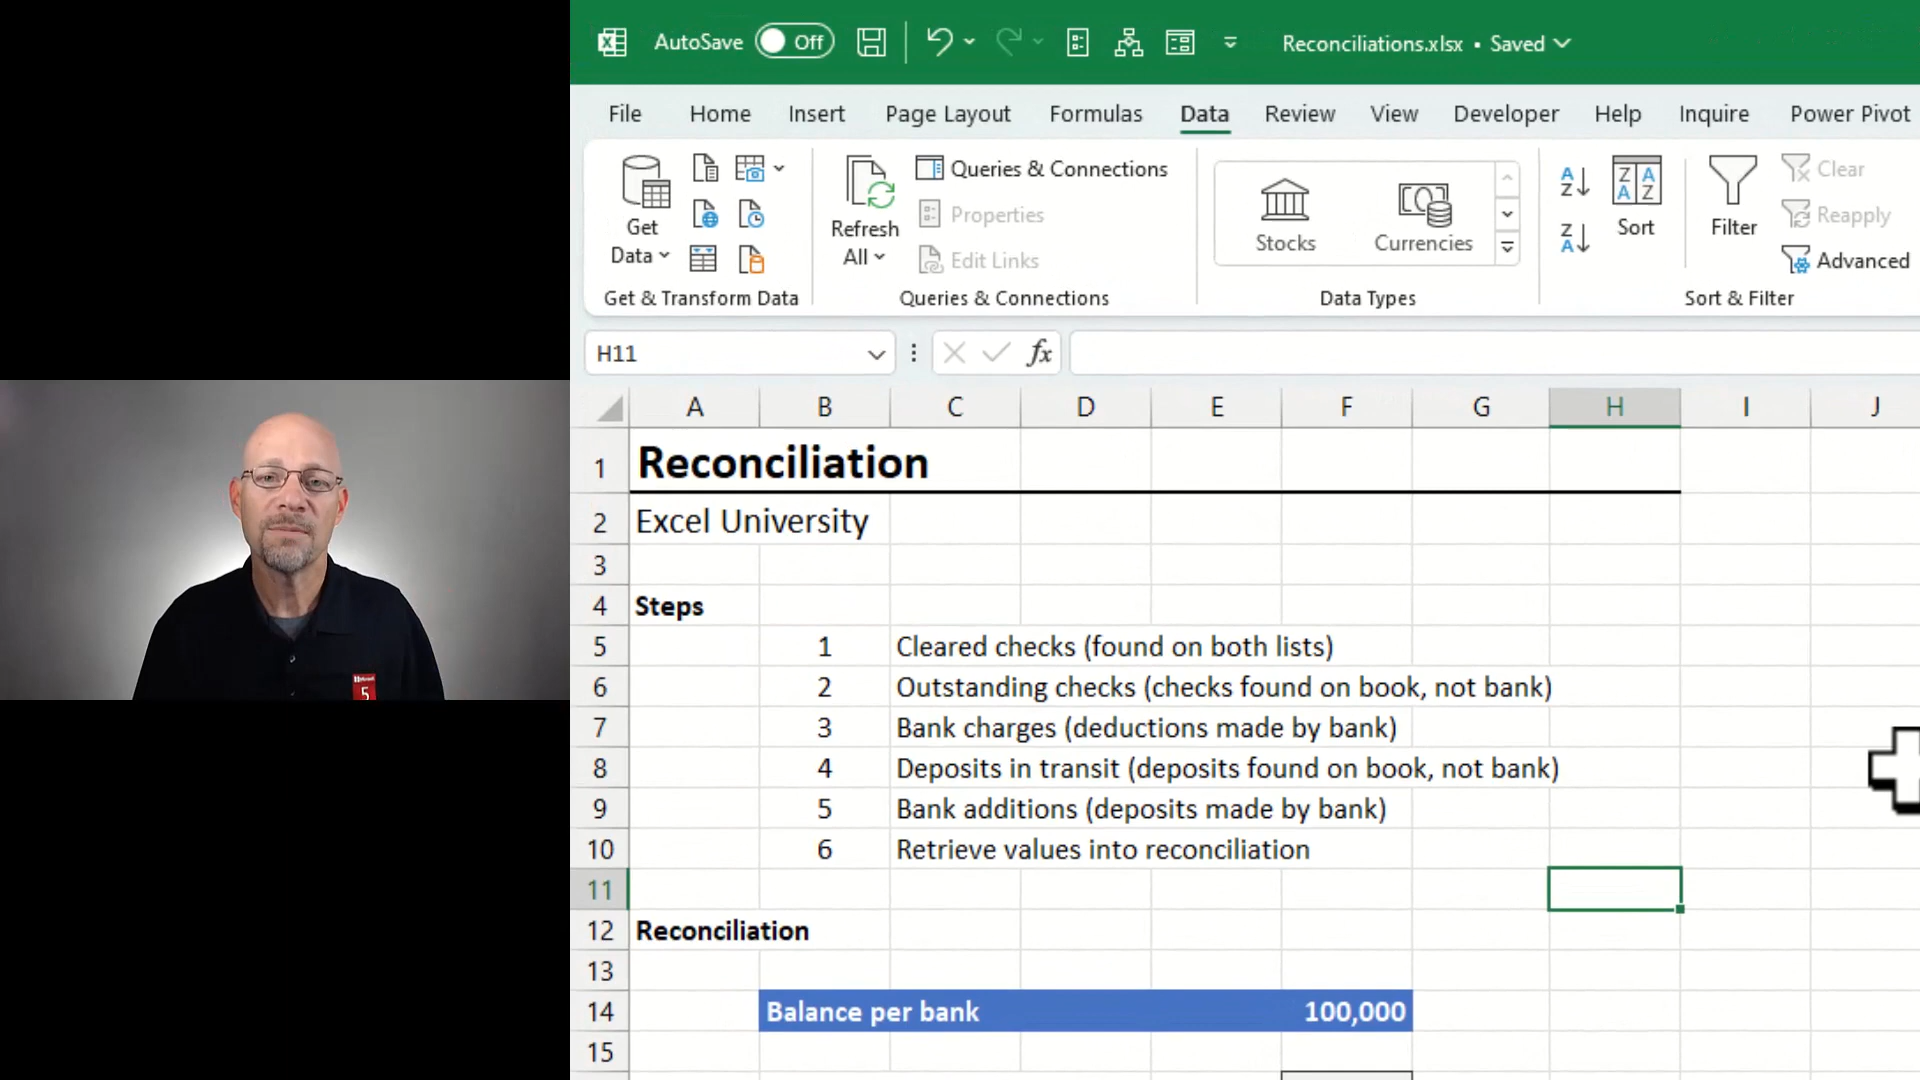 AutoSave Off Reconciliations.xlsx • Saved
File Home Insert Page Layout Formulas Data Review View Developer Help Inquire Power Pivot
Get Data
Refresh All
Queries & Connections
Properties
Edit Links
Stocks
Currencies
Sort
Filter
Clear
Reapply
Advanced
Get & Transform Data
Queries & Connections
Data Types
Sort & Filter
H11 fx
A B C D E F G H I J
1 Reconciliation
2 Excel University
3
4 Steps
5 1 Cleared checks (found on both lists)
6 2 Outstanding checks (checks found on book, not bank)
7 3 Bank charges (deductions made by bank)
8 4 Deposits in transit (deposits found on book, not bank)
9 5 Bank additions (deposits made by bank)
10 6 Retrieve values into reconciliation
11
12 Reconciliation
13
14 Balance per bank 100,000
15
5